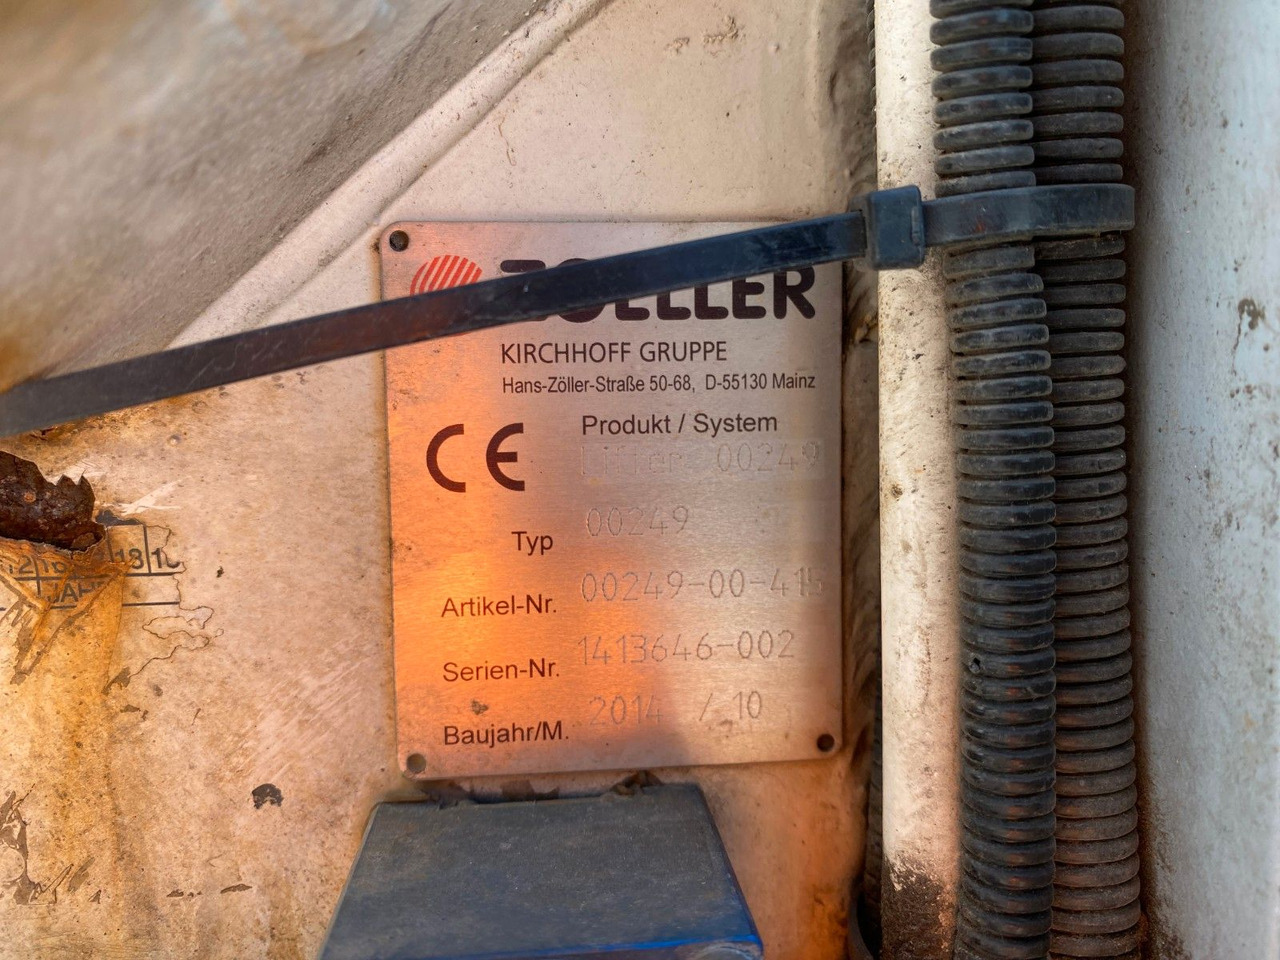 ZOELLER
KIRCHHOFF GRUPPE
Hans-Zöller-Straße 50-68, D-55130 Mainz
CE
Produkt / System
Lifter 00249
Typ 00249
Artikel-Nr. 00249-00-415
Serien-Nr. 1413646-002
Baujahr/M. 2014 / 10